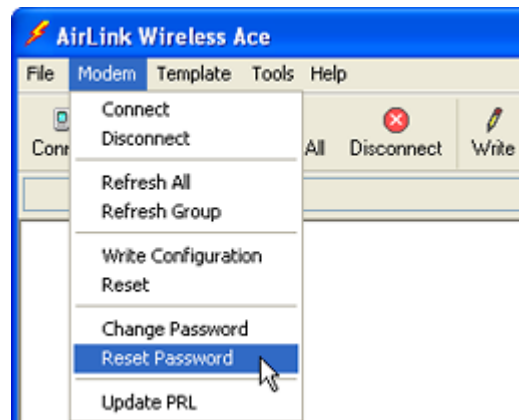 AirLink Wireless Ace
File Modem Template Tools Help
Connect
Disconnect
All Disconnect Write
Refresh All
Refresh Group
Write Configuration
Reset
Change Password
Reset Password
Update PRL